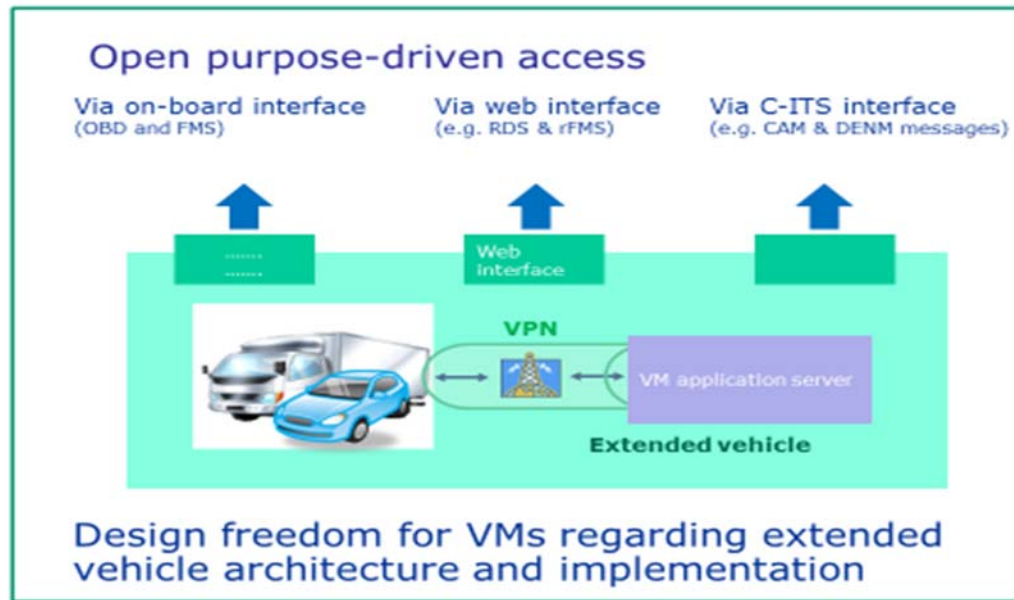 Open purpose-driven access
Via on-board interface
(OBD and FMS)
Via web interface
(e.g. RDS & rFMS)
Via C-ITS interface
(e.g. CAM & DENM messages)
.......
.......
Web
interface
VPN
VM application server
Extended vehicle
Design freedom for VMs regarding extended
vehicle architecture and implementation